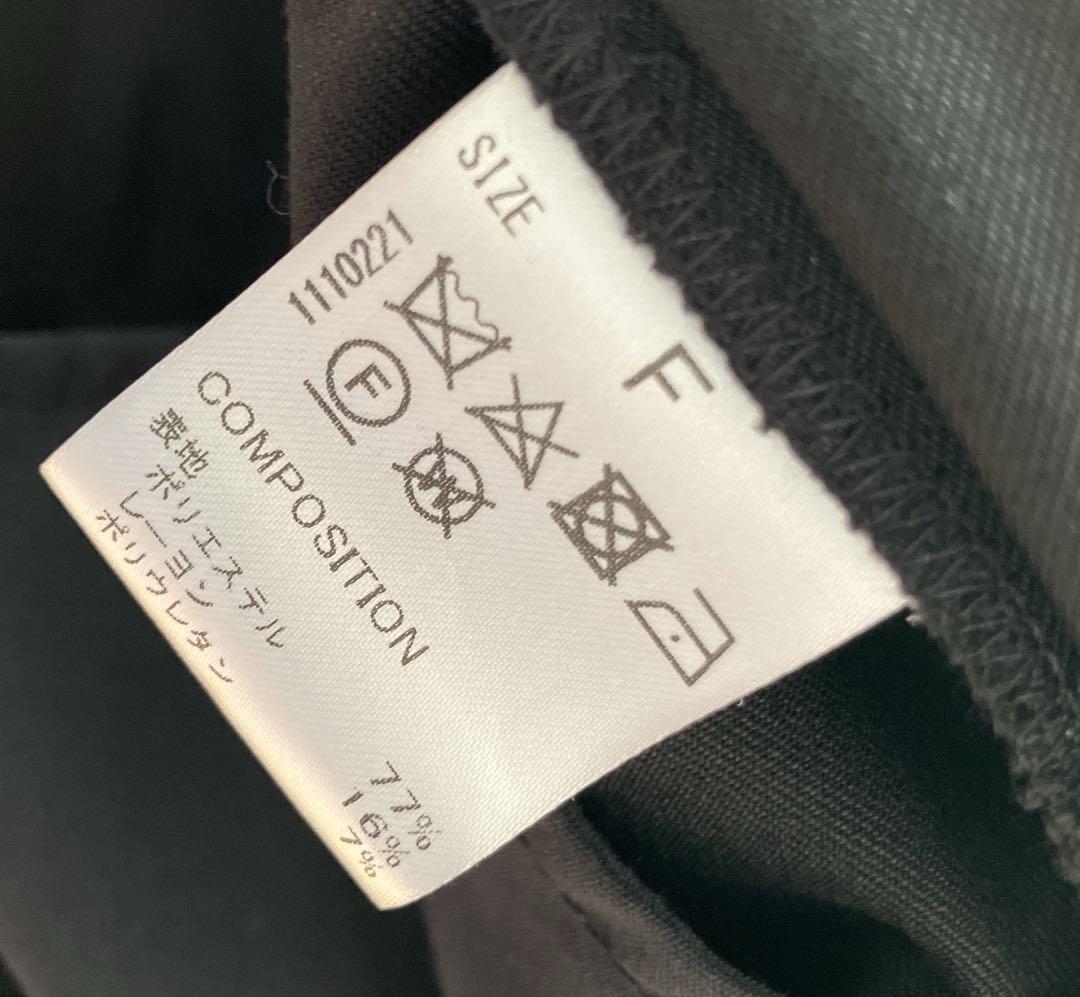 SIZE F
1110221
F
W
COMPOSITION
表地
ポリエステル 77%
レーヨン 16%
ポリウレタン 7%